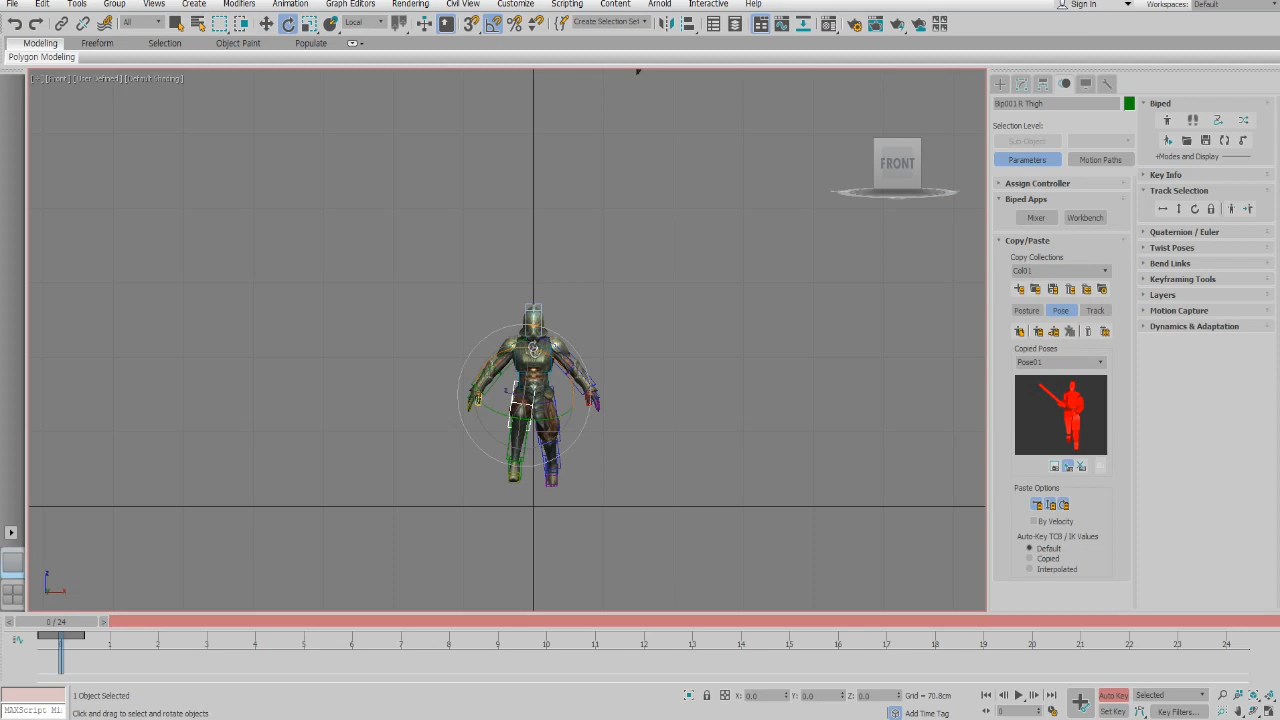 File Edit Tools Group Views Create Modifiers Animation Graph Editors Rendering Civil View Customize Scripting Content Arnold Interactive Help Sign In Workspaces: Default
All Local Create Selection Set
Modeling Freeform Selection Object Paint Populate
Polygon Modeling
[+][Front][User Defined][Default Shading]
FRONT
Bip001 R Thigh
Selection Level:
Sub-Object
Parameters Motion Paths
Assign Controller
Biped Apps
Mixer Workbench
Copy/Paste
Copy Collections
Col01
Posture Pose Track
Copied Poses
Pose01
Paste Options
By Velocity
Auto-Key TCB / IK Values
Default
Copied
Interpolated
Biped
+Modes and Display
Key Info
Track Selection
Quaternion / Euler
Twist Poses
Bend Links
Keyframing Tools
Layers
Motion Capture
Dynamics & Adaptation
z
x
< 0 / 24 >
1 2 3 4 5 6 7 8 9 10 11 12 13 14 15 16 17 18 19 20 21 22 23 24
1 Object Selected X: 0.0 Y: 0.0 Z: 0.0 Grid = 70.8cm Auto Key Selected
MAXScript Mi Click and drag to select and rotate objects Add Time Tag 0 Set Key Key Filters...